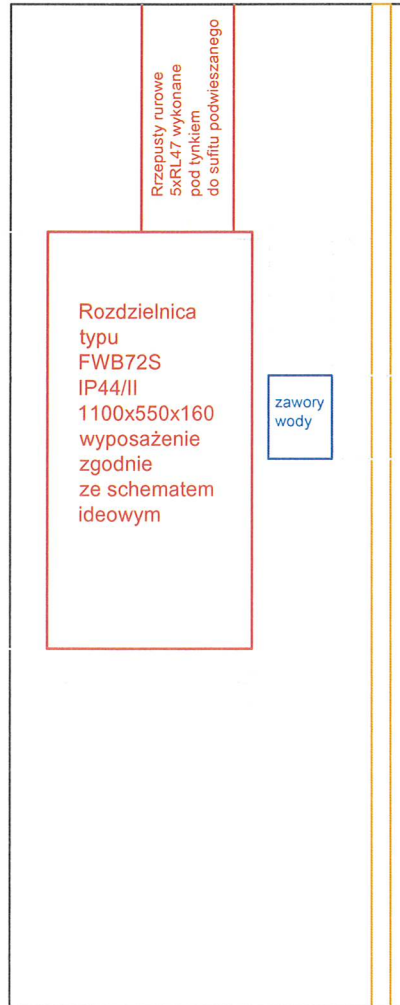 Rrzepusty rurowe
5xRL47 wykonane
pod tynkiem
do sufitu podwieszanego
Rozdzielnica
typu
FWB72S
IP44/II
1100x550x160
wyposażenie
zgodnie
ze schematem
ideowym
zawory
wody